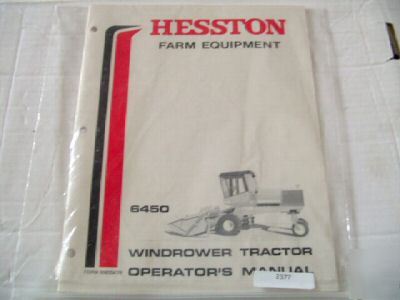 HESSTON
FARM EQUIPMENT
6450
WINDROWER TRACTOR
OPERATOR'S MANUAL
2377